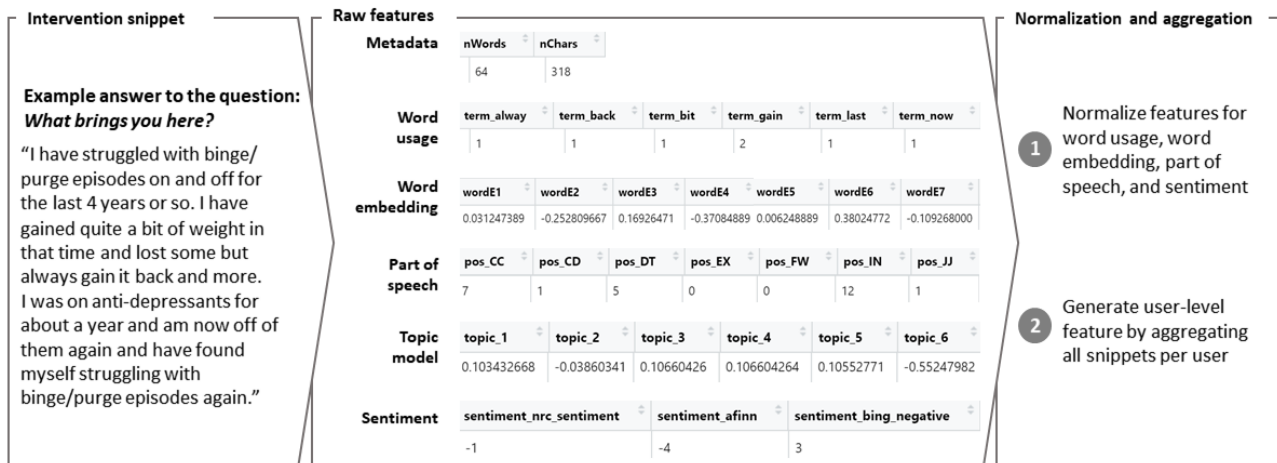 Intervention snippet
Example answer to the question:
What brings you here?
“I have struggled with binge/
purge episodes on and off for
the last 4 years or so. I have
gained quite a bit of weight in
that time and lost some but
always gain it back and more.
I was on anti-depressants for
about a year and am now off of
them again and have found
myself struggling with
binge/purge episodes again.”
Raw features
Metadata
nWords nChars
64 318
Word
usage
term_alway term_back term_bit term_gain term_last term_now
1 1 1 2 1 1
Word
embedding
wordE1 wordE2 wordE3 wordE4 wordE5 wordE6 wordE7
0.031247389 -0.252809667 0.16926471 -0.37084889 0.006248889 0.38024772 -0.109268000
Part of
speech
pos_CC pos_CD pos_DT pos_EX pos_FW pos_IN pos_JJ
7 1 5 0 0 12 1
Topic
model
topic_1 topic_2 topic_3 topic_4 topic_5 topic_6
0.103432668 -0.03860341 0.10660426 0.106604264 0.10552771 -0.55247982
Sentiment
sentiment_nrc_sentiment sentiment_afinn sentiment_bing_negative
-1 -4 3
Normalization and aggregation
1
Normalize features for
word usage, word
embedding, part of
speech, and sentiment
2
Generate user-level
feature by aggregating
all snippets per user